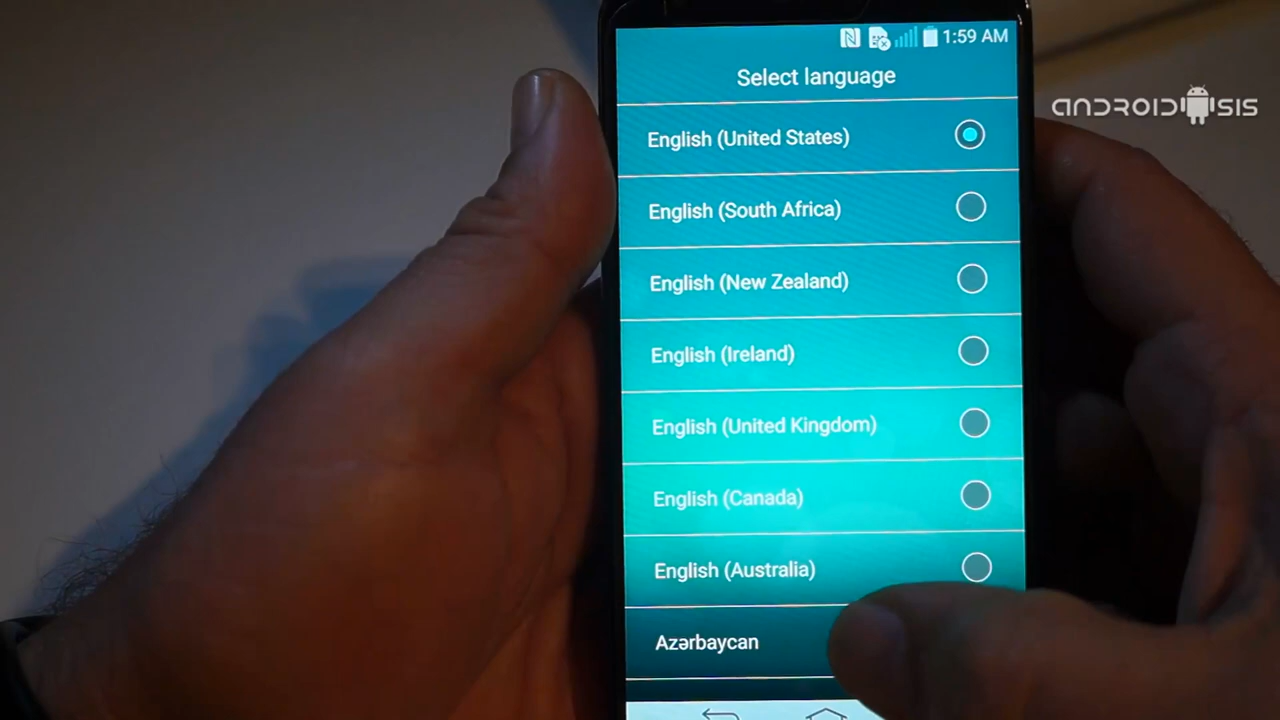 1:59 AM
Select language
ANDROIDSIS
English (United States)
English (South Africa)
English (New Zealand)
English (Ireland)
English (United Kingdom)
English (Canada)
English (Australia)
Azərbaycan